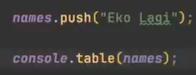 names.push("Eko Lagi");
console.table(names);